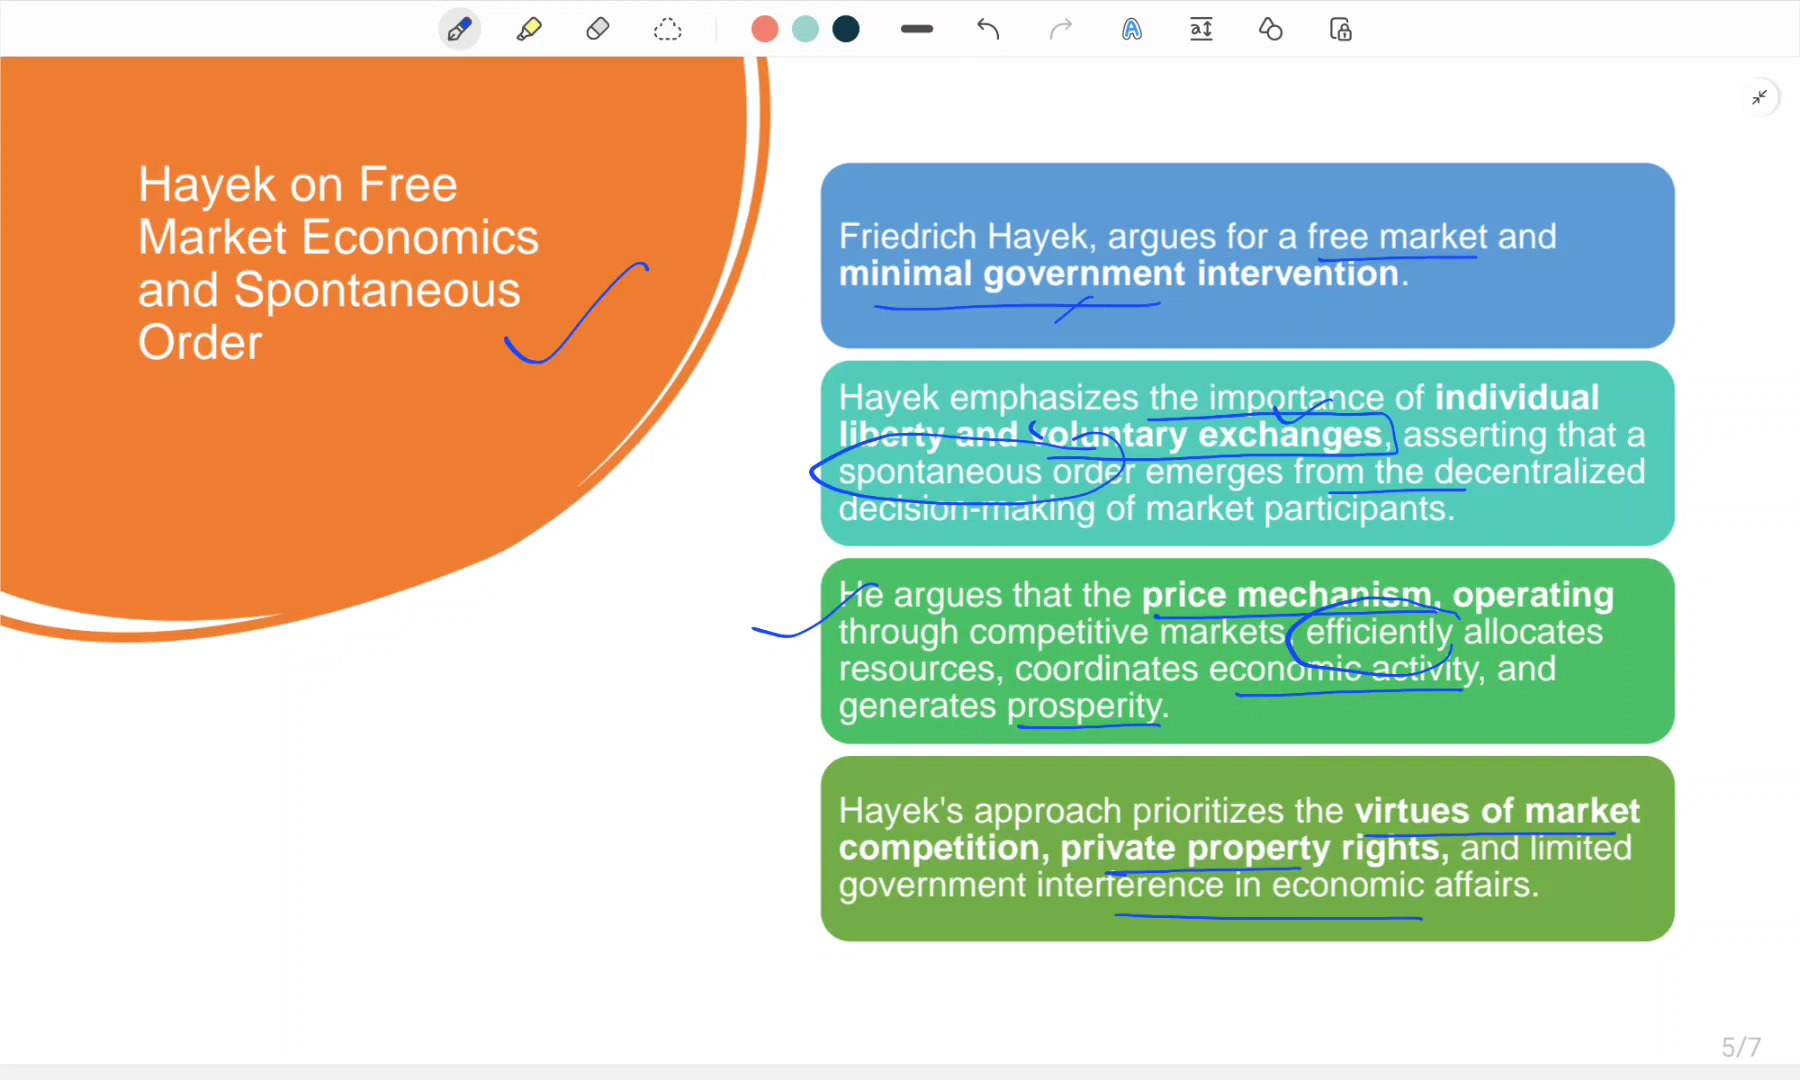 Hayek on Free
Market Economics
and Spontaneous
Order
Friedrich Hayek, argues for a free market and
minimal government intervention.
Hayek emphasizes the importance of individual
liberty and voluntary exchanges, asserting that a
spontaneous order emerges from the decentralized
decision-making of market participants.
He argues that the price mechanism, operating
through competitive markets, efficiently allocates
resources, coordinates economic activity, and
generates prosperity.
Hayek's approach prioritizes the virtues of market
competition, private property rights, and limited
government interference in economic affairs.
5/7